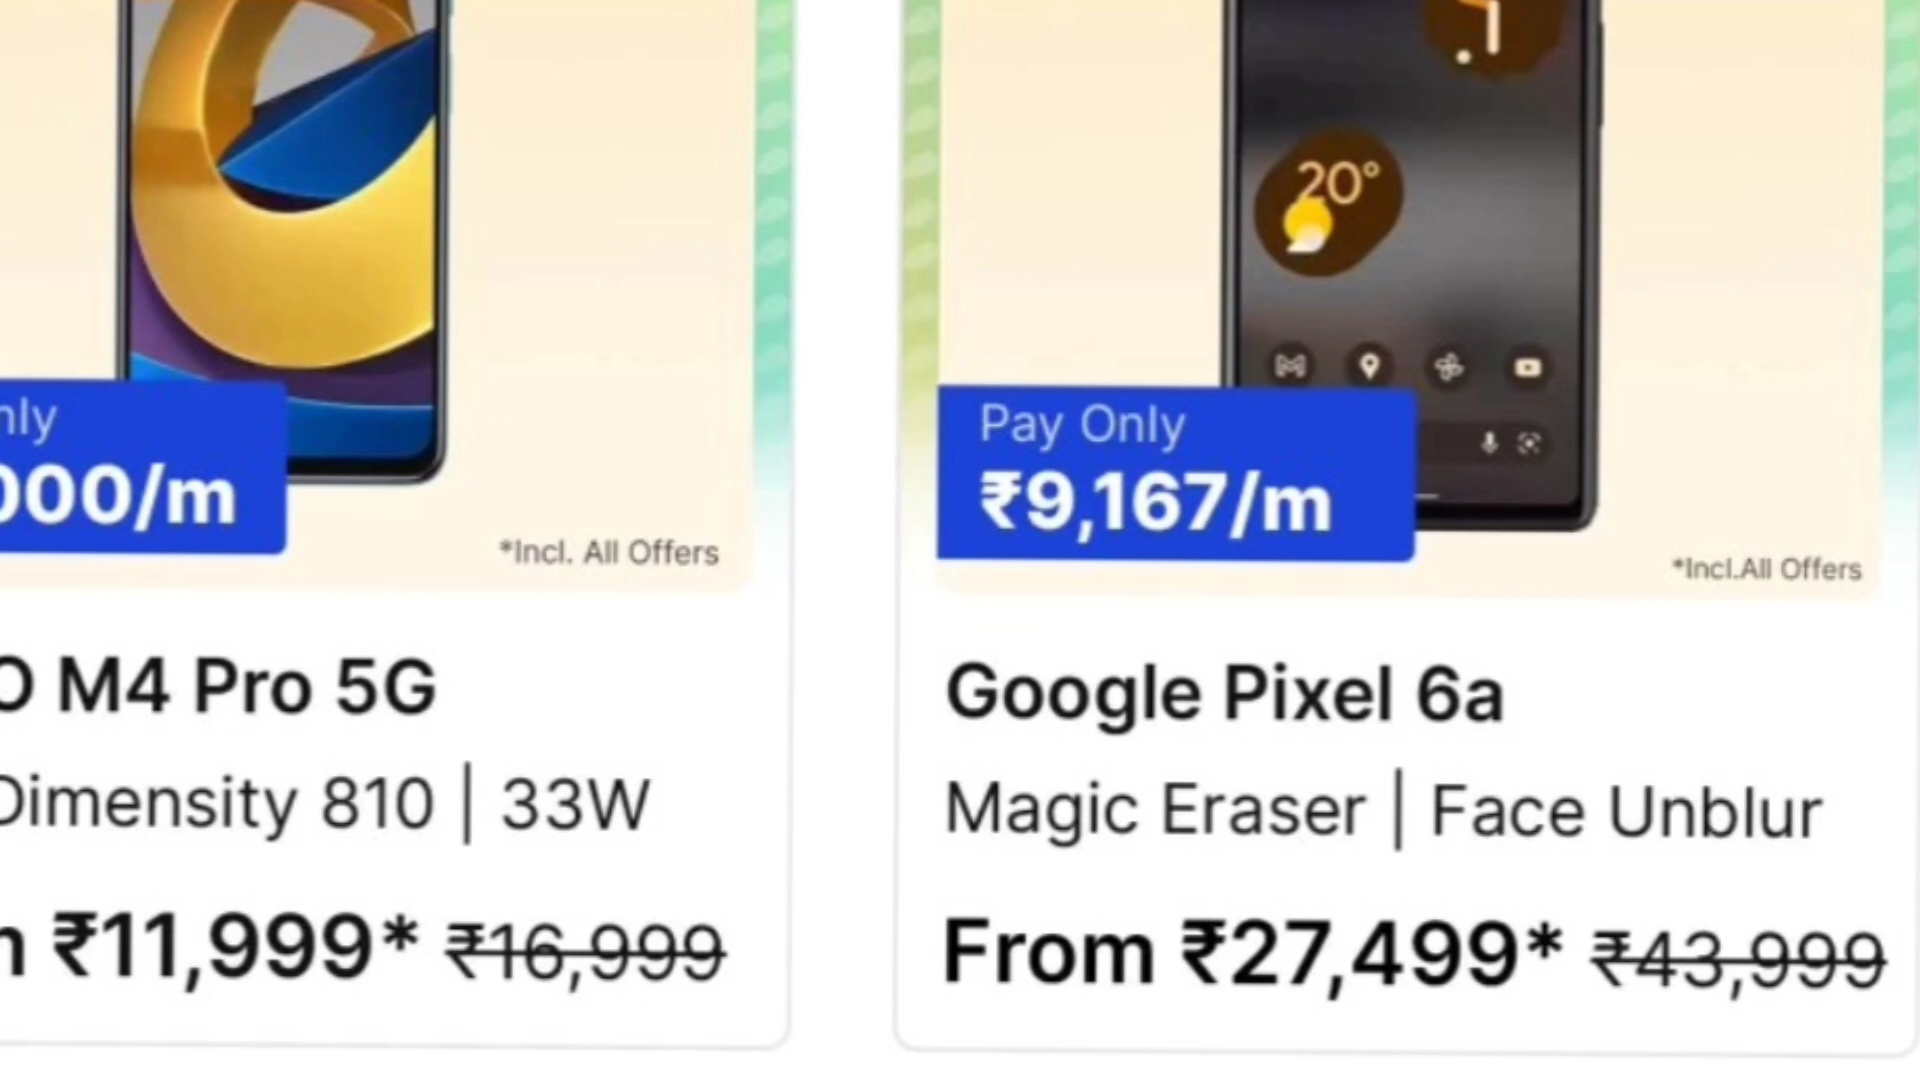 20°
000/m
*Incl. All Offers
O M4 Pro 5G
Dimensity 810 | 33W
₹11,999* ₹16,999
Pay Only
₹9,167/m
*Incl.All Offers
Google Pixel 6a
Magic Eraser | Face Unblur
From ₹27,499* ₹43,999